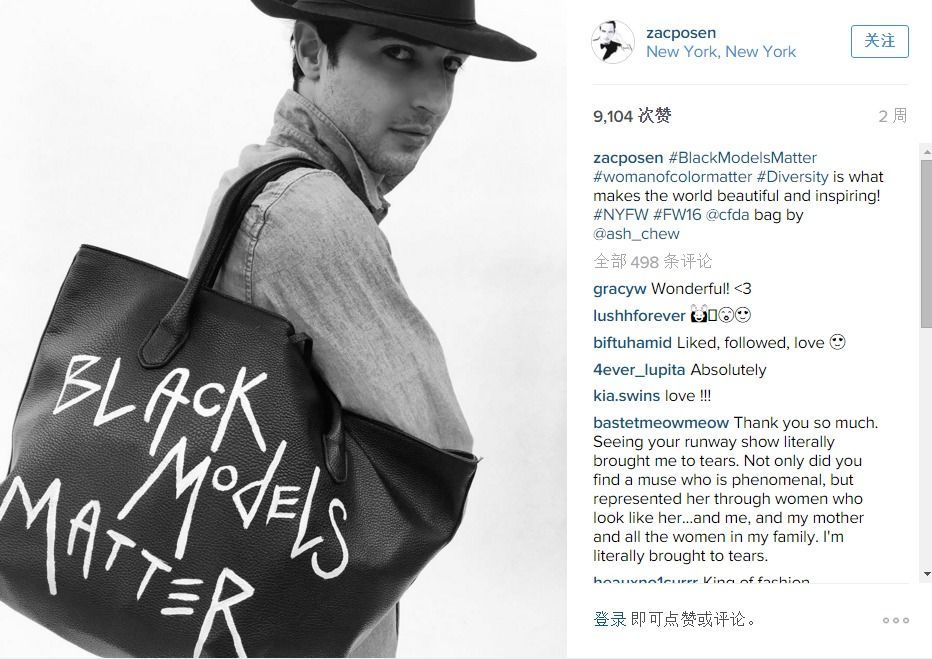 BLACK
MODELS
MATTER
zacposen
New York, New York
关注
9,104 次赞
2 周
zacposen #BlackModelsMatter
#womanofcolormatter #Diversity is what
makes the world beautiful and inspiring!
#NYFW #FW16 @cfda bag by
@ash_chew
全部 498 条评论
gracyw Wonderful! <3
lushhforever
biftuhamid Liked, followed, love
4ever_lupita Absolutely
kia.swins love !!!
bastetmeowmeow Thank you so much.
Seeing your runway show literally
brought me to tears. Not only did you
find a muse who is phenomenal, but
represented her through women who
look like her...and me, and my mother
and all the women in my family. I'm
literally brought to tears.
King of fashion
登录 即可点赞或评论。